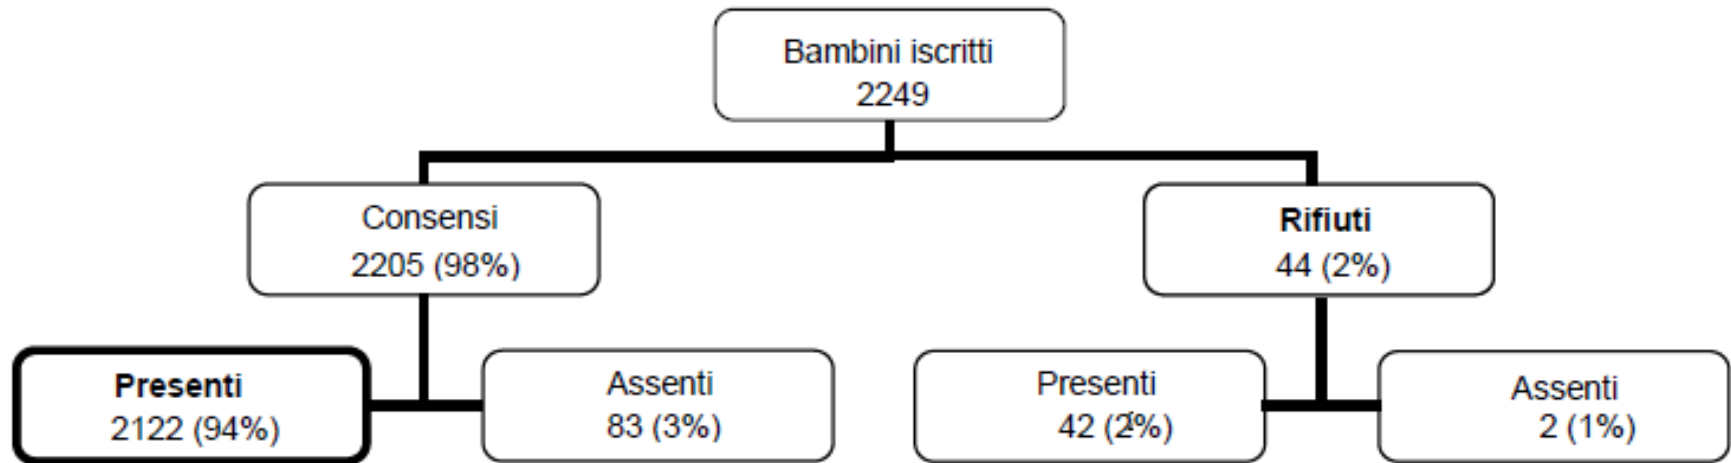 Bambini iscritti
2249
Consensi
2205 (98%)
Rifiuti
44 (2%)
Presenti
2122 (94%)
Assenti
83 (3%)
Presenti
42 (2%)
Assenti
2 (1%)